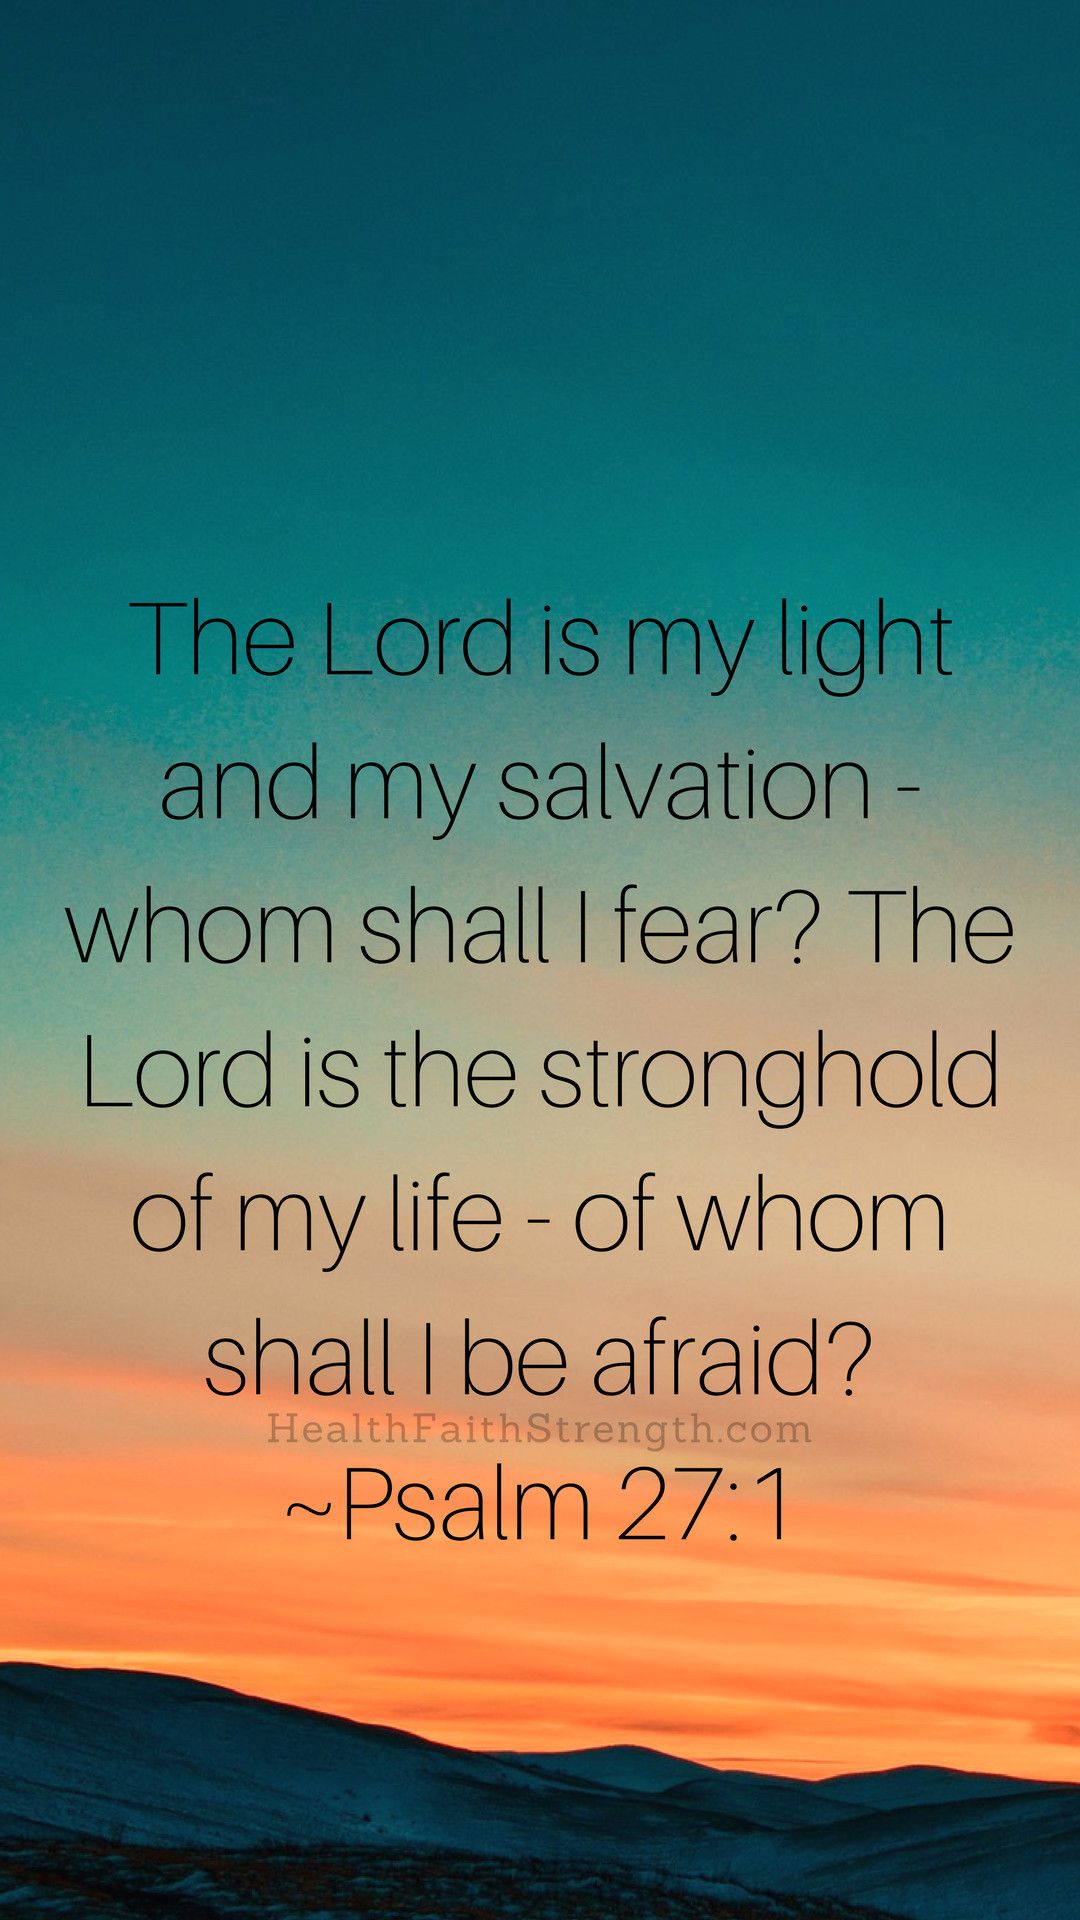 The Lord is my light
and my salvation -
whom shall I fear? The
Lord is the stronghold
of my life - of whom
shall I be afraid?
HealthFaithStrength.com
~Psalm 27:1